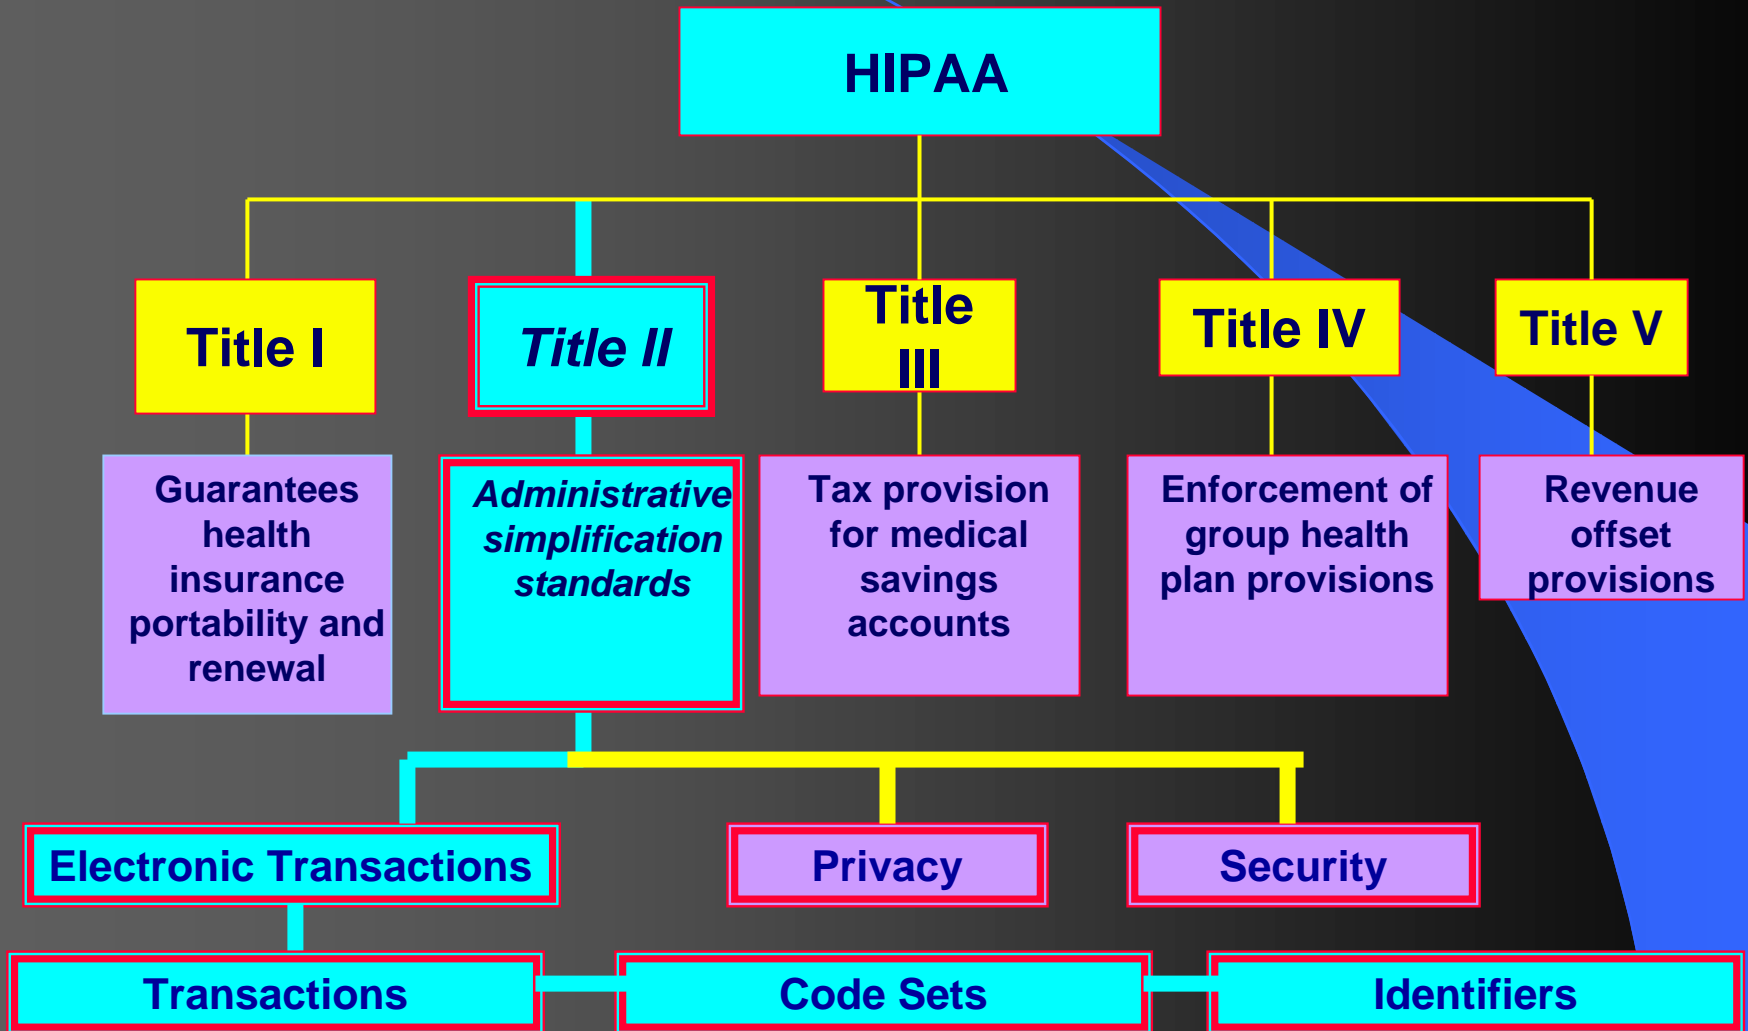 HIPAA
Title I
Title II
Title
III
Title IV
Title V
Guarantees
health
insurance
portability and
renewal
Administrative
simplification
standards
Tax provision
for medical
savings
accounts
Enforcement of
group health
plan provisions
Revenue
offset
provisions
Electronic Transactions
Privacy
Security
Transactions
Code Sets
Identifiers